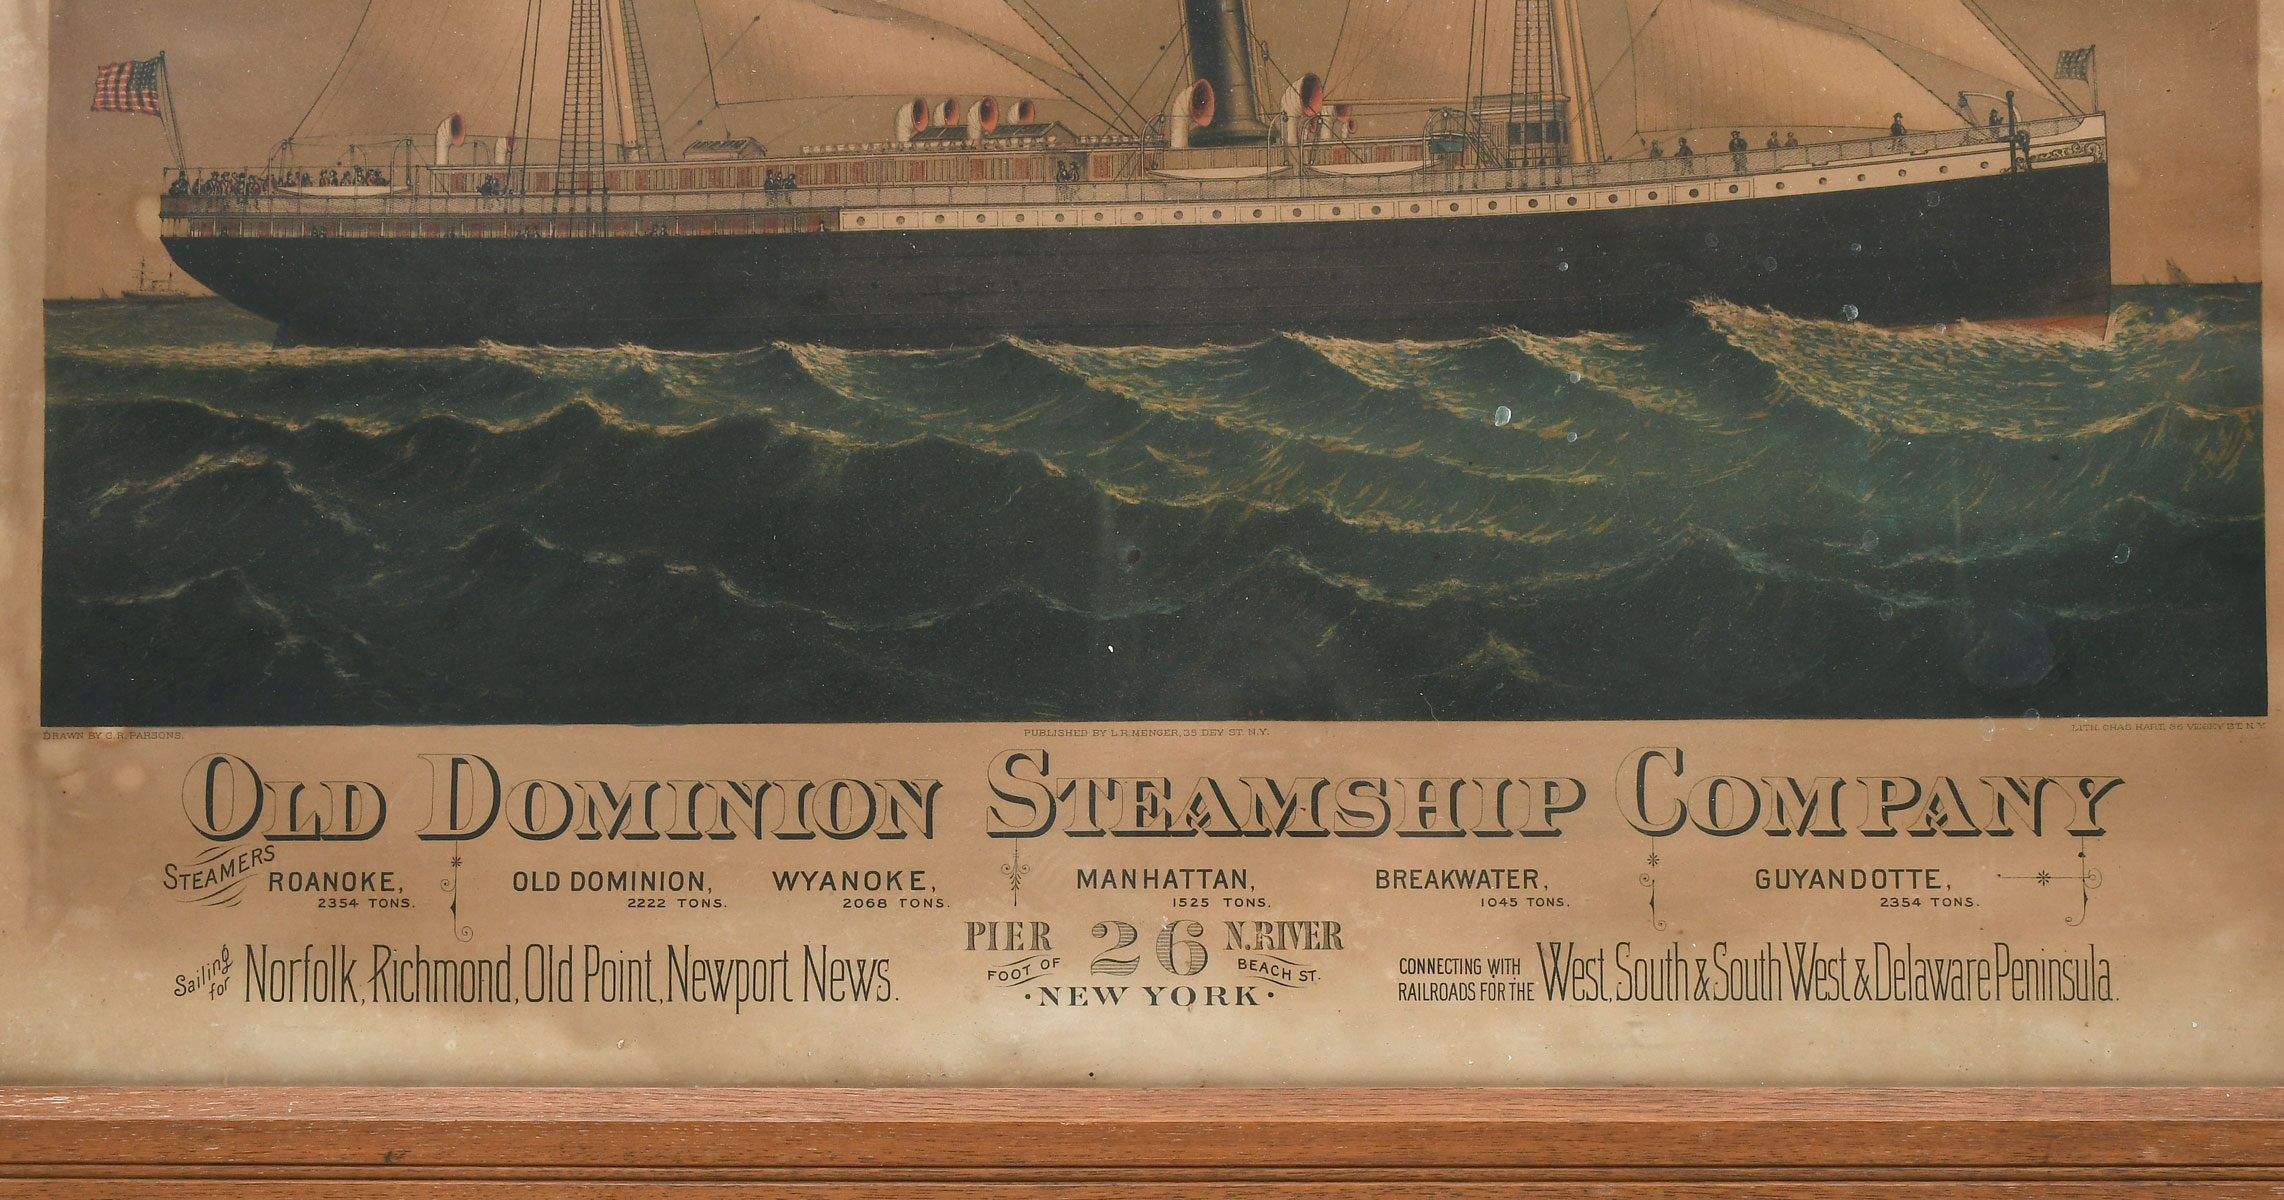 DRAWN BY C.R. PARSONS.
PUBLISHED BY L.R. MENGER, 35 DEY ST. N.Y.
LITH. CHAS HART, 36 VESEY ST. N.Y.
OLD DOMINION STEAMSHIP COMPANY
STEAMERS
ROANOKE, OLD DOMINION, WYANOKE, MANHATTAN, BREAKWATER, GUYANDOTTE,
2354 TONS. 2222 TONS. 2068 TONS. 1525 TONS. 1045 TONS. 2354 TONS.
Sailing for Norfolk, Richmond, Old Point, Newport News.
PIER 26 N. RIVER
FOOT OF BEACH ST.
• NEW YORK •
CONNECTING WITH
RAILROADS FOR THE
West, South & South West & Delaware Peninsula.